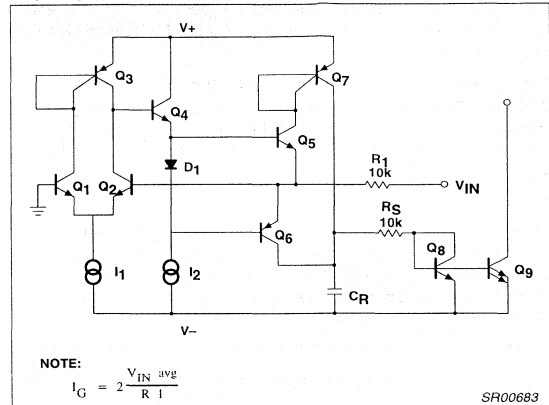 V+
Q3
Q7
Q4
Q5
D1
R1
10k
VIN
Q1
Q2
RS
10k
Q6
Q8
Q9
I1
I2
CR
V–
NOTE:
IG = 2 VIN avg
R 1
SR00683